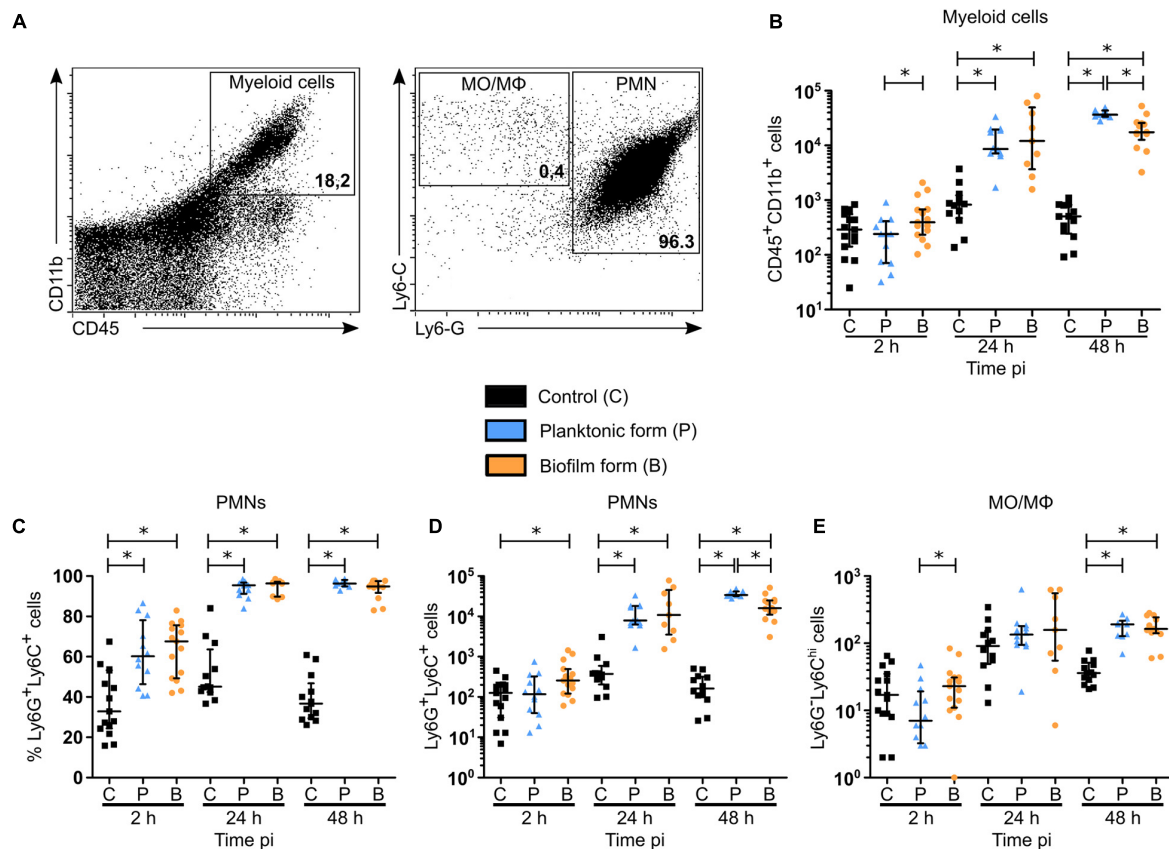 A
Myeloid cells
18,2
CD11b
CD45
MO/MΦ
PMN
0,4
96.3
Ly6-C
Ly6-G
B
Myeloid cells
CD45⁺CD11b⁺ cells
10⁵
10⁴
10³
10²
10¹
* * * * * *
C P B C P B C P B
2 h 24 h 48 h
Time pi
Control (C)
Planktonic form (P)
Biofilm form (B)
C
PMNs
% Ly6G⁺Ly6C⁺ cells
100
80
60
40
20
0
* * * * * *
C P B C P B C P B
2 h 24 h 48 h
Time pi
D
PMNs
Ly6G⁺Ly6C⁺ cells
10⁵
10⁴
10³
10²
10¹
10⁰
* * * * * *
C P B C P B C P B
2 h 24 h 48 h
Time pi
E
MO/MΦ
Ly6G⁻Ly6Cʰⁱ cells
10³
10²
10¹
10⁰
* * *
C P B C P B C P B
2 h 24 h 48 h
Time pi